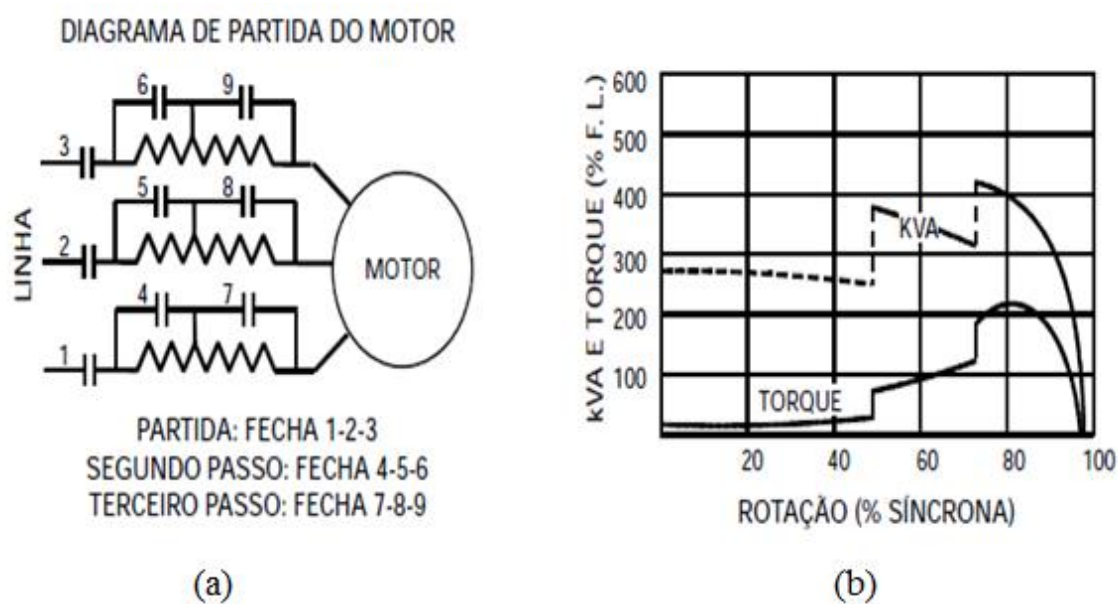 DIAGRAMA DE PARTIDA DO MOTOR
6 9
3
5 8
2
4 7
1
LINHA
MOTOR
PARTIDA: FECHA 1-2-3
SEGUNDO PASSO: FECHA 4-5-6
TERCEIRO PASSO: FECHA 7-8-9
(a)
kVA E TORQUE (% F. L.)
600
500
400
300
200
100
KVA
TORQUE
20 40 60 80 100
ROTAÇÃO (% SÍNCRONA)
(b)